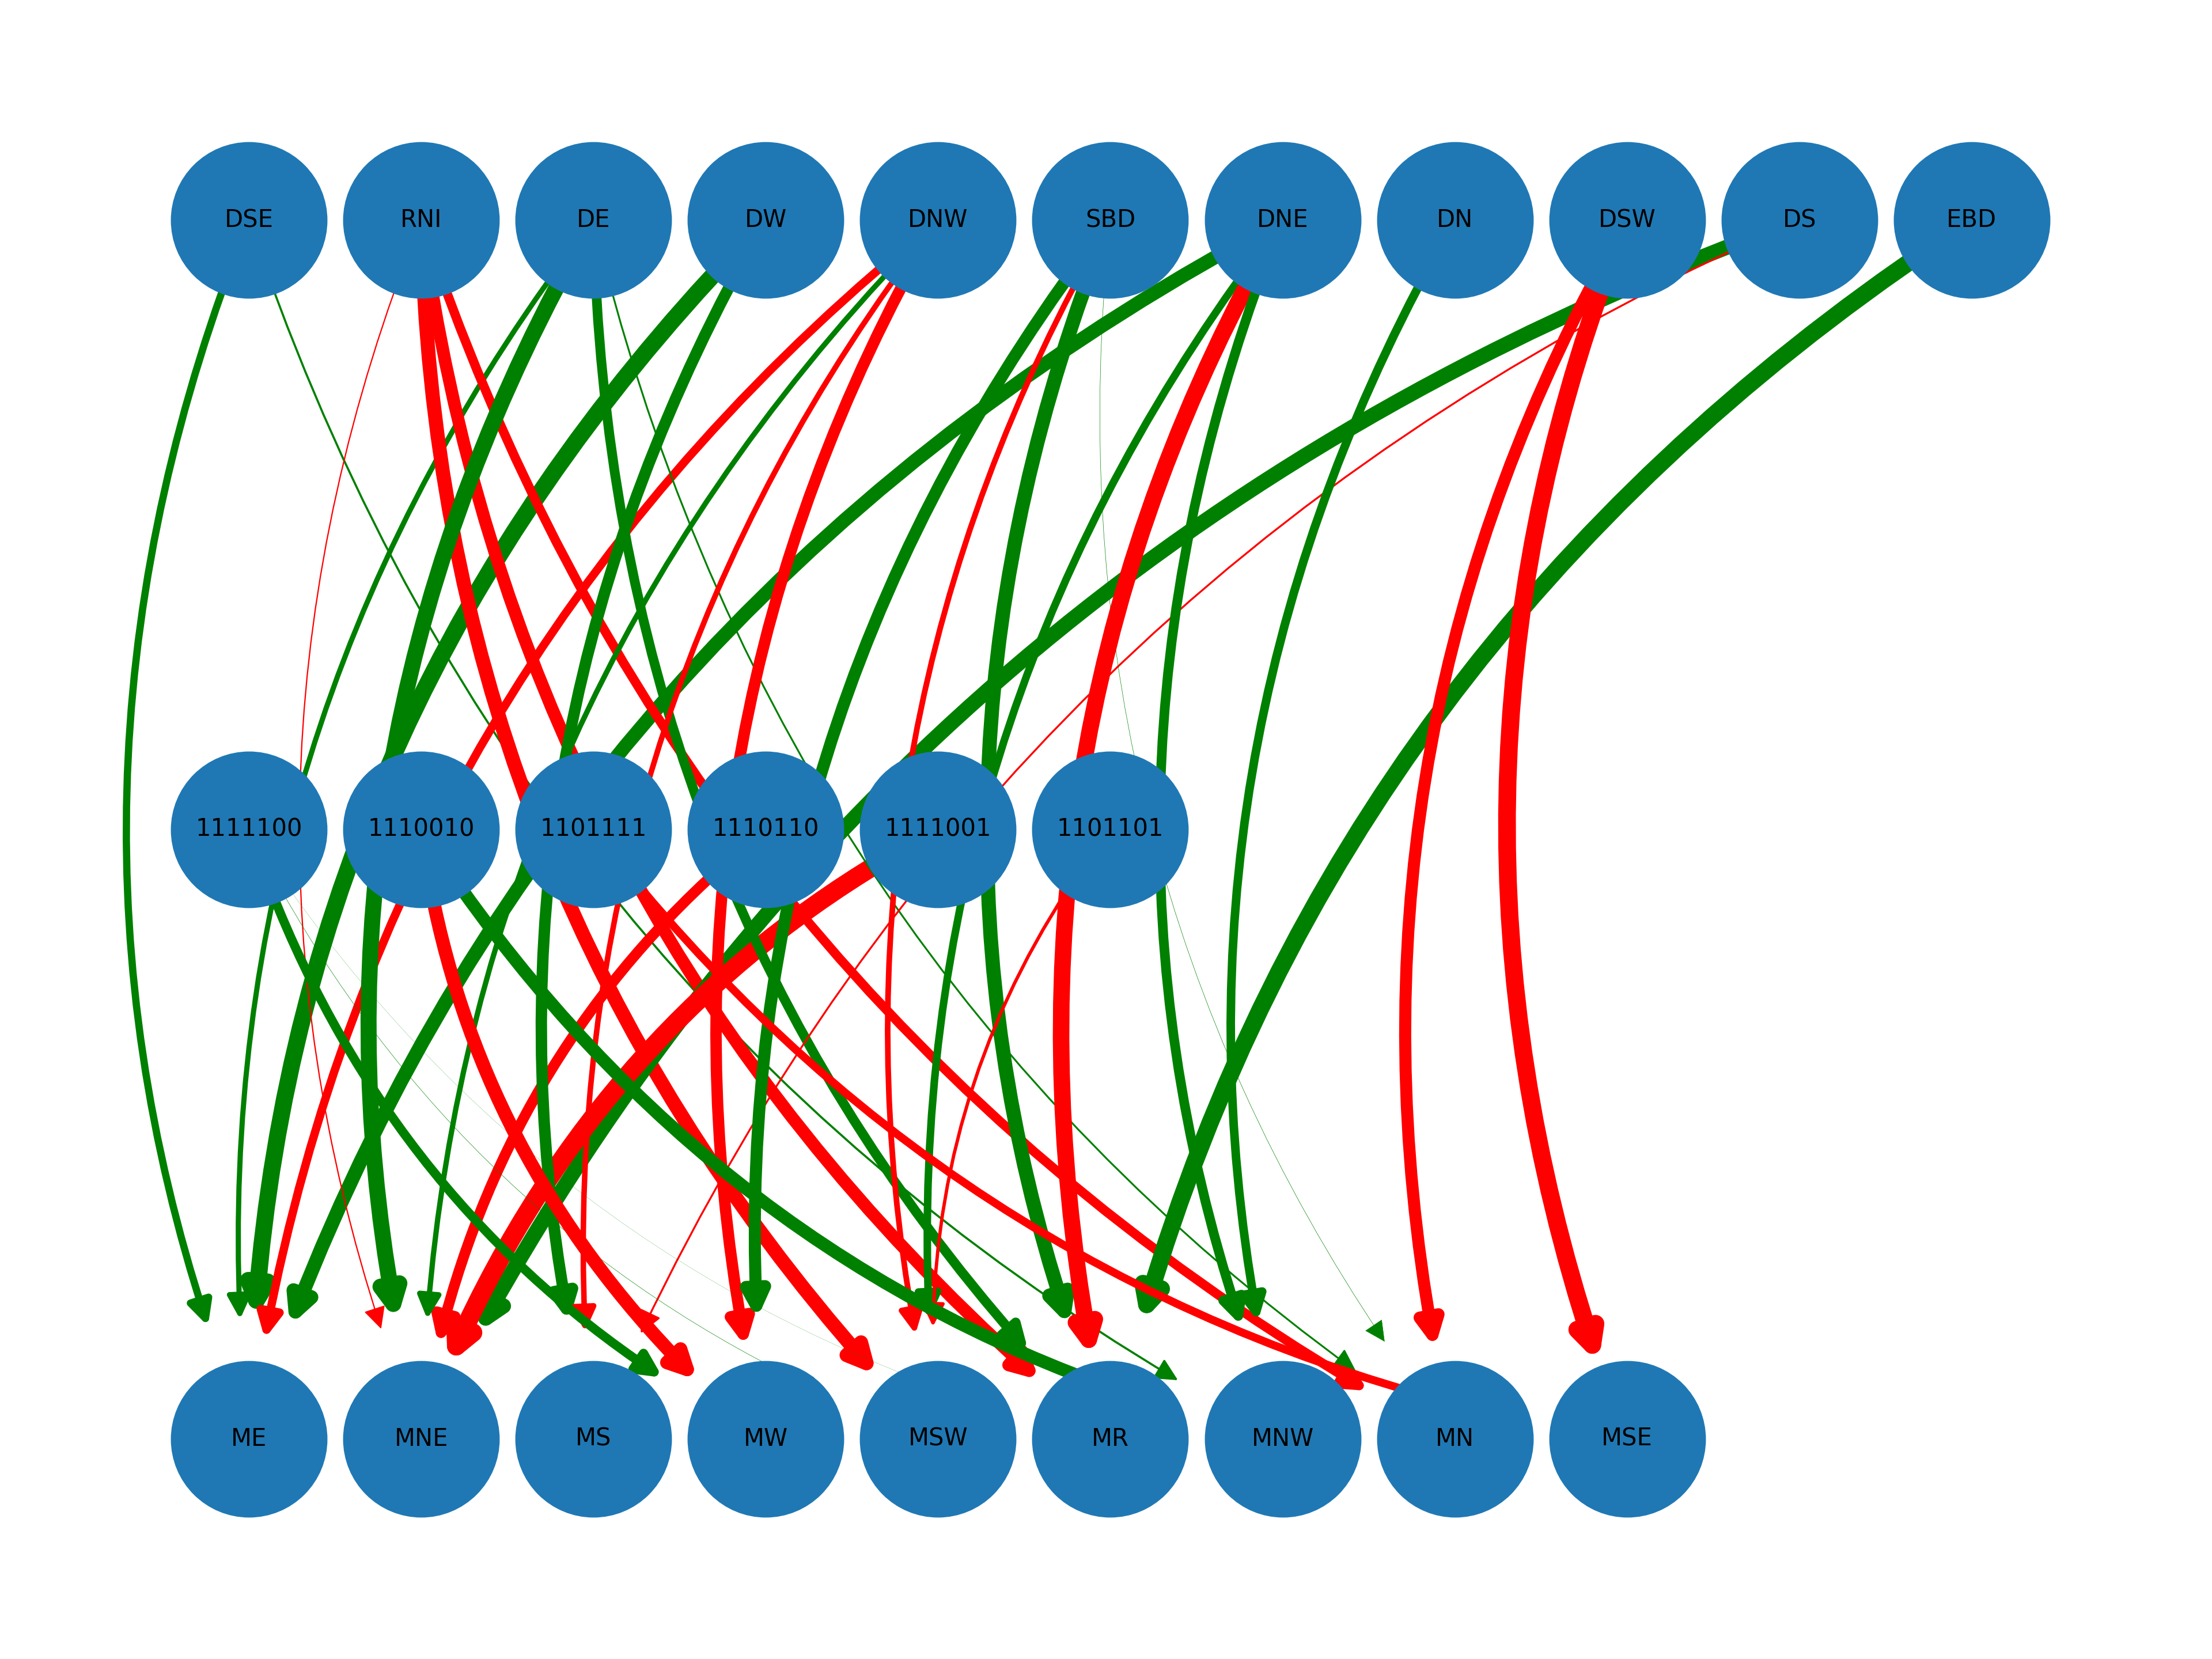 DSE RNI DE DW DNW SBD DNE DN DSW DS EBD
1111100 1110010 1101111 1110110 1111001 1101101
ME MNE MS MW MSW MR MNW MN MSE